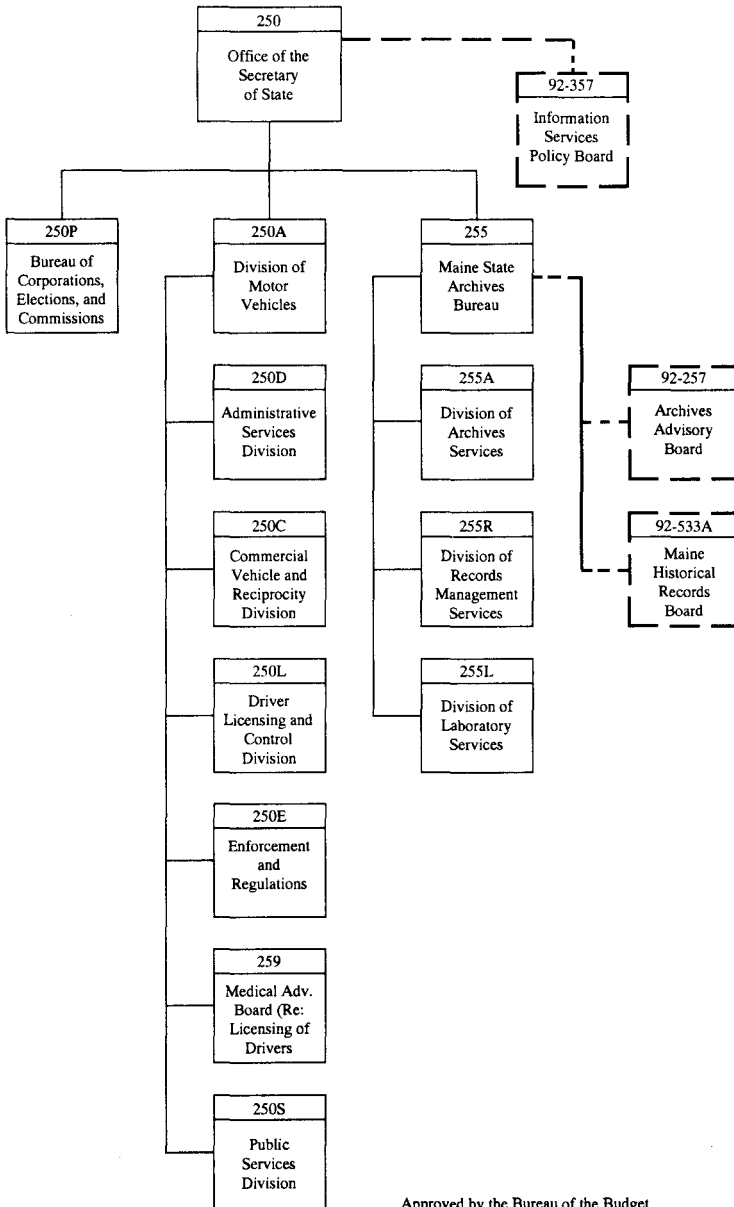 250
Office of the
Secretary
of State
92-357
Information
Services
Policy Board
250P
Bureau of
Corporations,
Elections, and
Commissions
250A
Division of
Motor
Vehicles
255
Maine State
Archives
Bureau
250D
Administrative
Services
Division
255A
Division of
Archives
Services
92-257
Archives
Advisory
Board
250C
Commercial
Vehicle and
Reciprocity
Division
255R
Division of
Records
Management
Services
92-533A
Maine
Historical
Records
Board
250L
Driver
Licensing and
Control
Division
255L
Division of
Laboratory
Services
250E
Enforcement
and
Regulations
259
Medical Adv.
Board (Re:
Licensing of
Drivers
250S
Public
Services
Division
Approved by the Bureau of the Budget